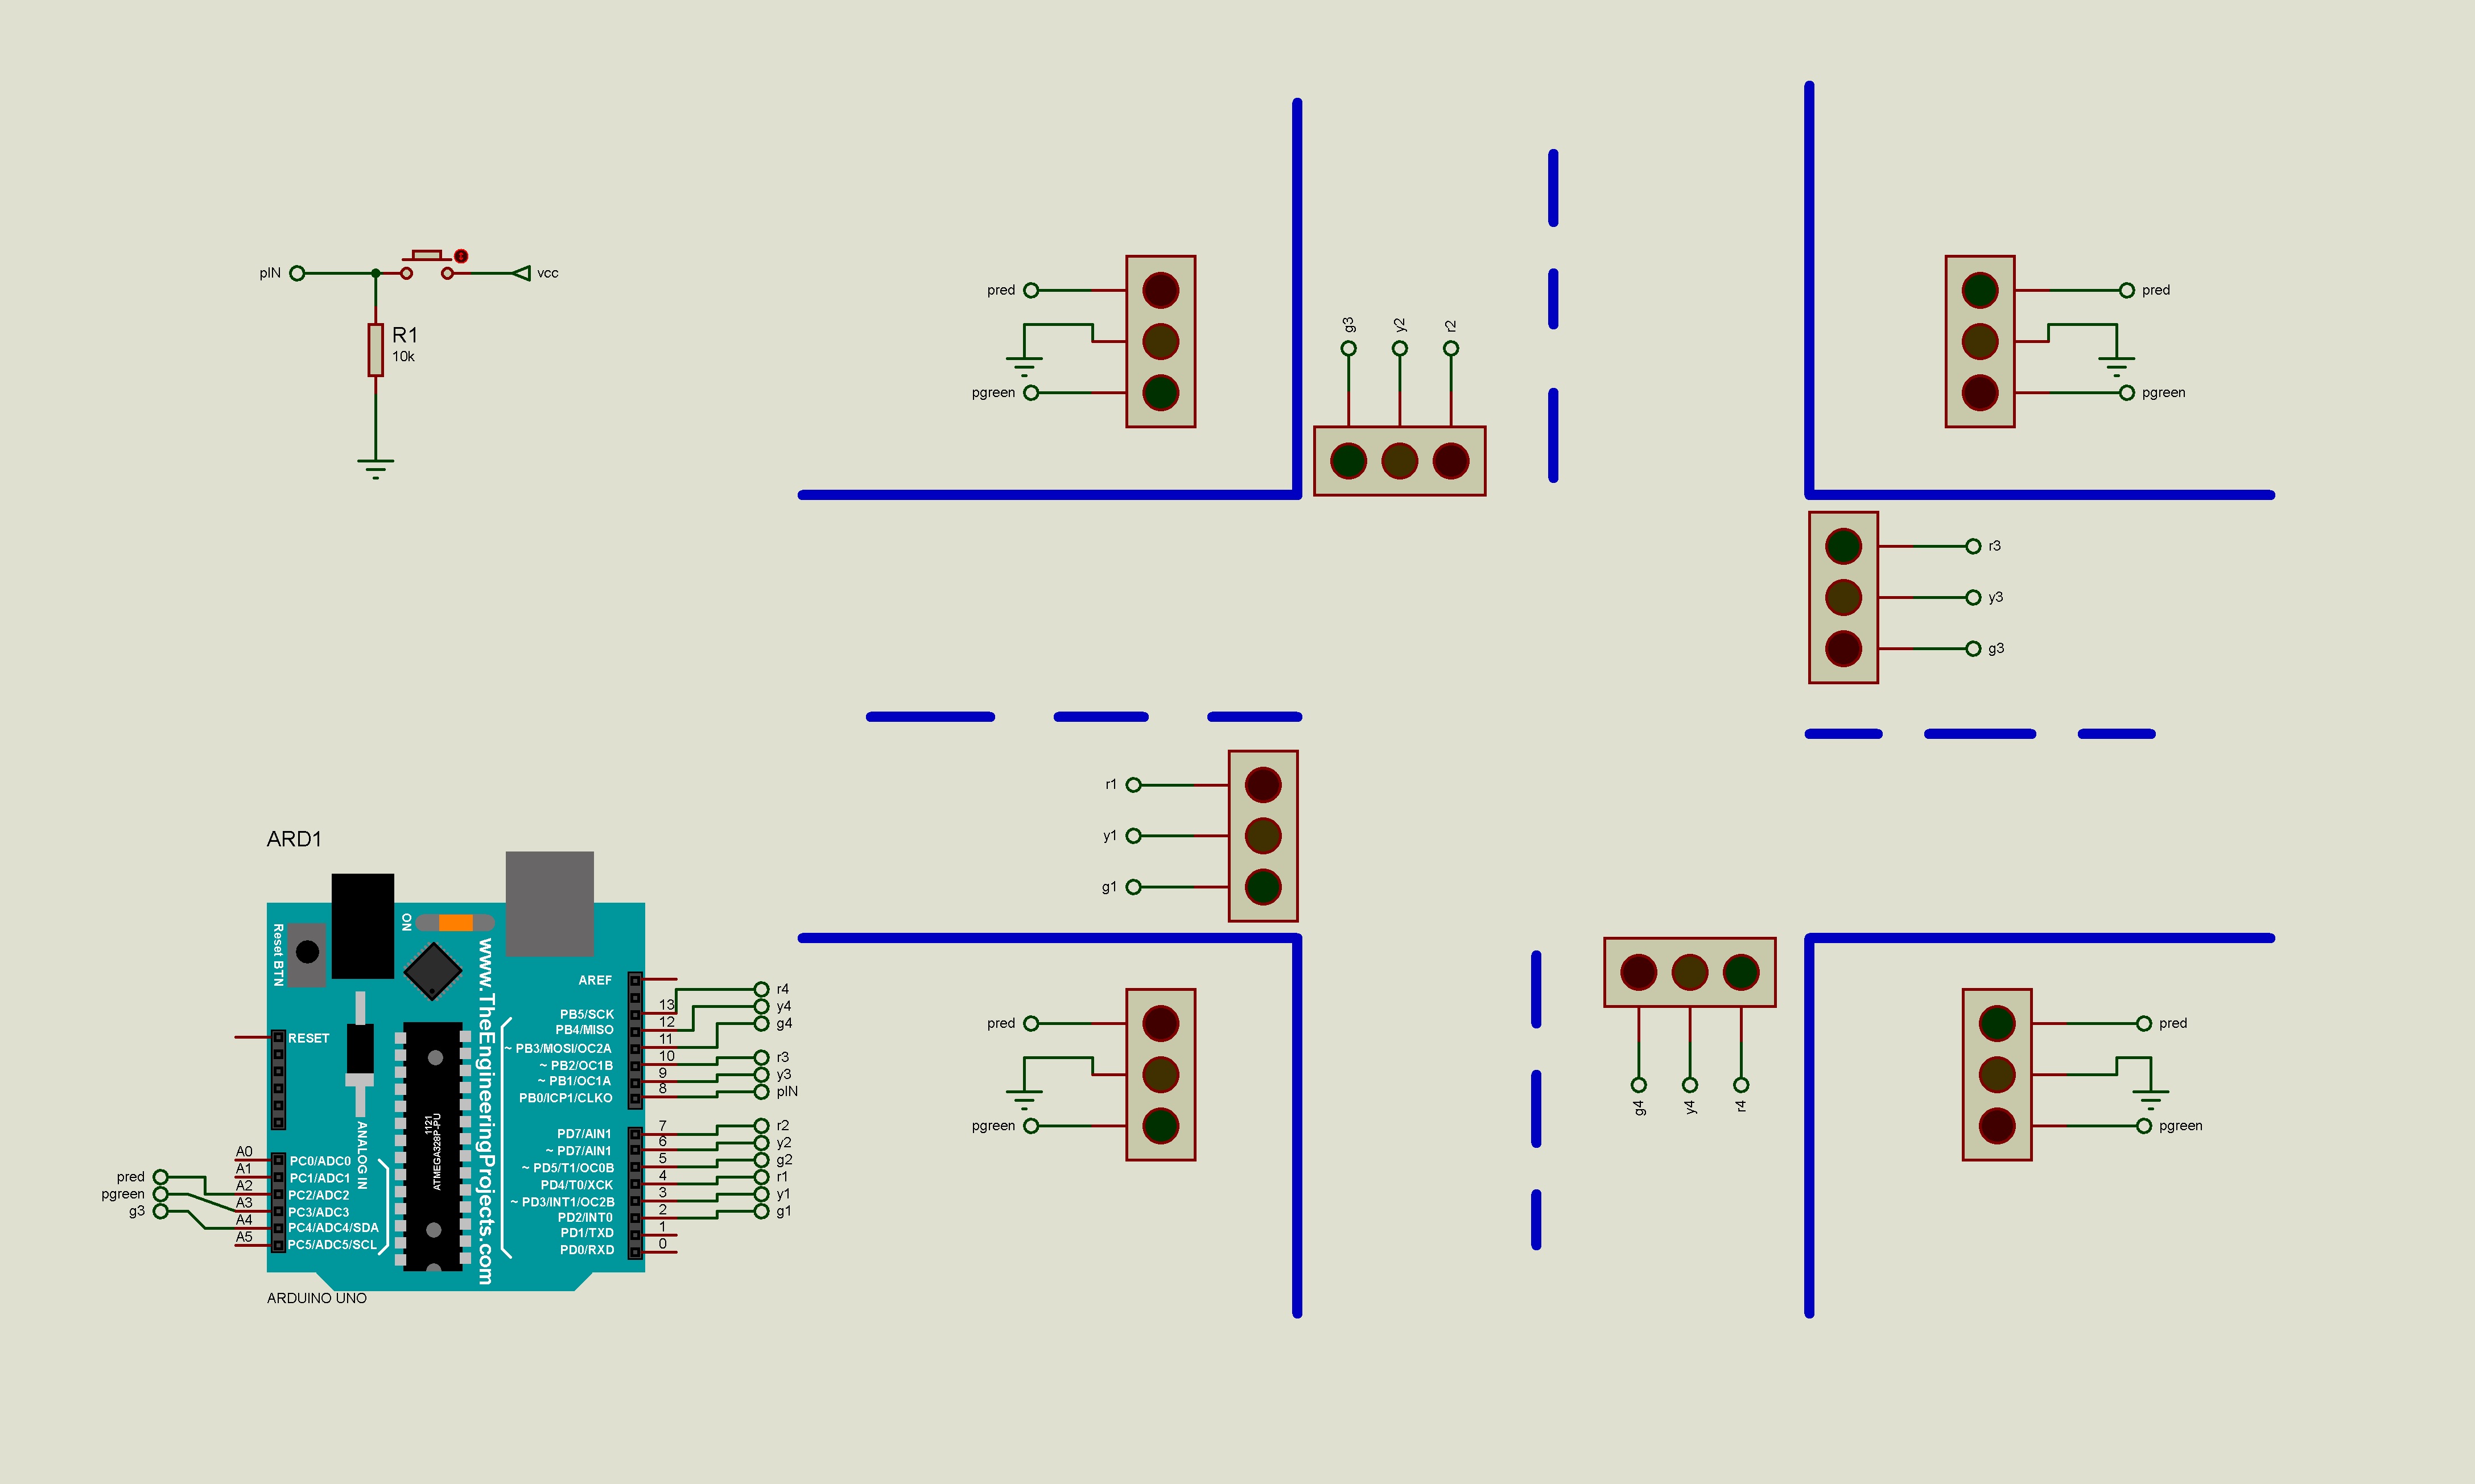 pIN
vcc
R1
10k
pred
pgreen
g3
y2
r2
pred
pgreen
r3
y3
g3
r1
y1
g1
ARD1
ON
Reset BTN
www.TheEngineeringProjects.com
AREF
13
PB5/SCK
12
PB4/MISO
11
~ PB3/MOSI/OC2A
10
~ PB2/OC1B
9
~ PB1/OC1A
8
PB0/ICP1/CLKO
7
PD7/AIN1
6
~ PD7/AIN1
5
~ PD5/T1/OC0B
4
PD4/T0/XCK
3
~ PD3/INT1/OC2B
2
PD2/INT0
1
PD1/TXD
0
PD0/RXD
r4
y4
g4
r3
y3
pIN
r2
y2
g2
r1
y1
g1
RESET
1121
ATMEGA328P-PU
ANALOG IN
A0
PC0/ADC0
A1
PC1/ADC1
A2
PC2/ADC2
A3
PC3/ADC3
A4
PC4/ADC4/SDA
A5
PC5/ADC5/SCL
pred
pgreen
g3
ARDUINO UNO
pred
pgreen
g4
y4
r4
pred
pgreen